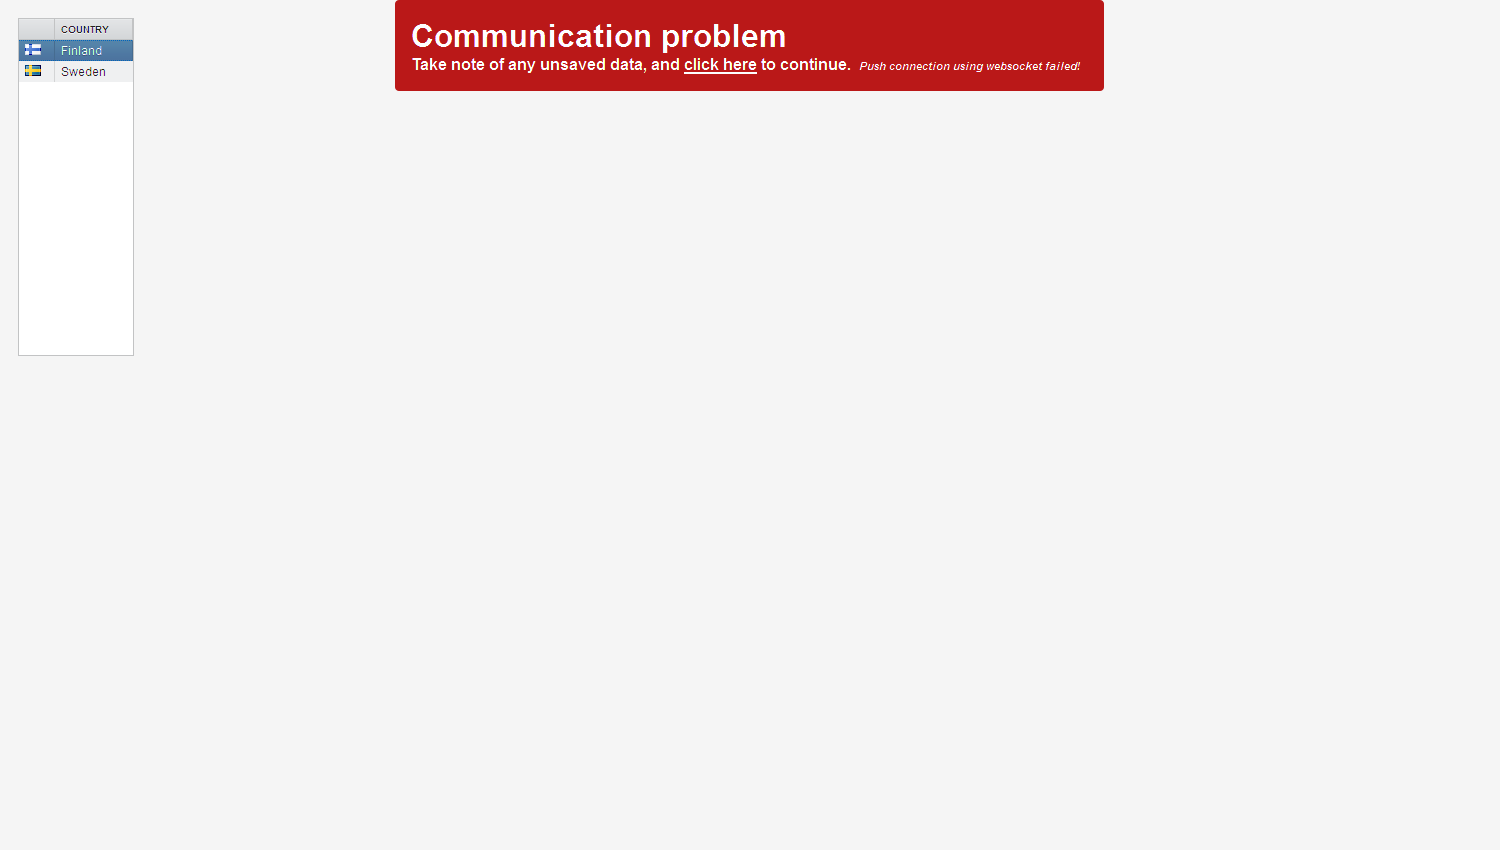 COUNTRY
Finland
Sweden
Communication problem
Take note of any unsaved data, and click here to continue. Push connection using websocket failed!